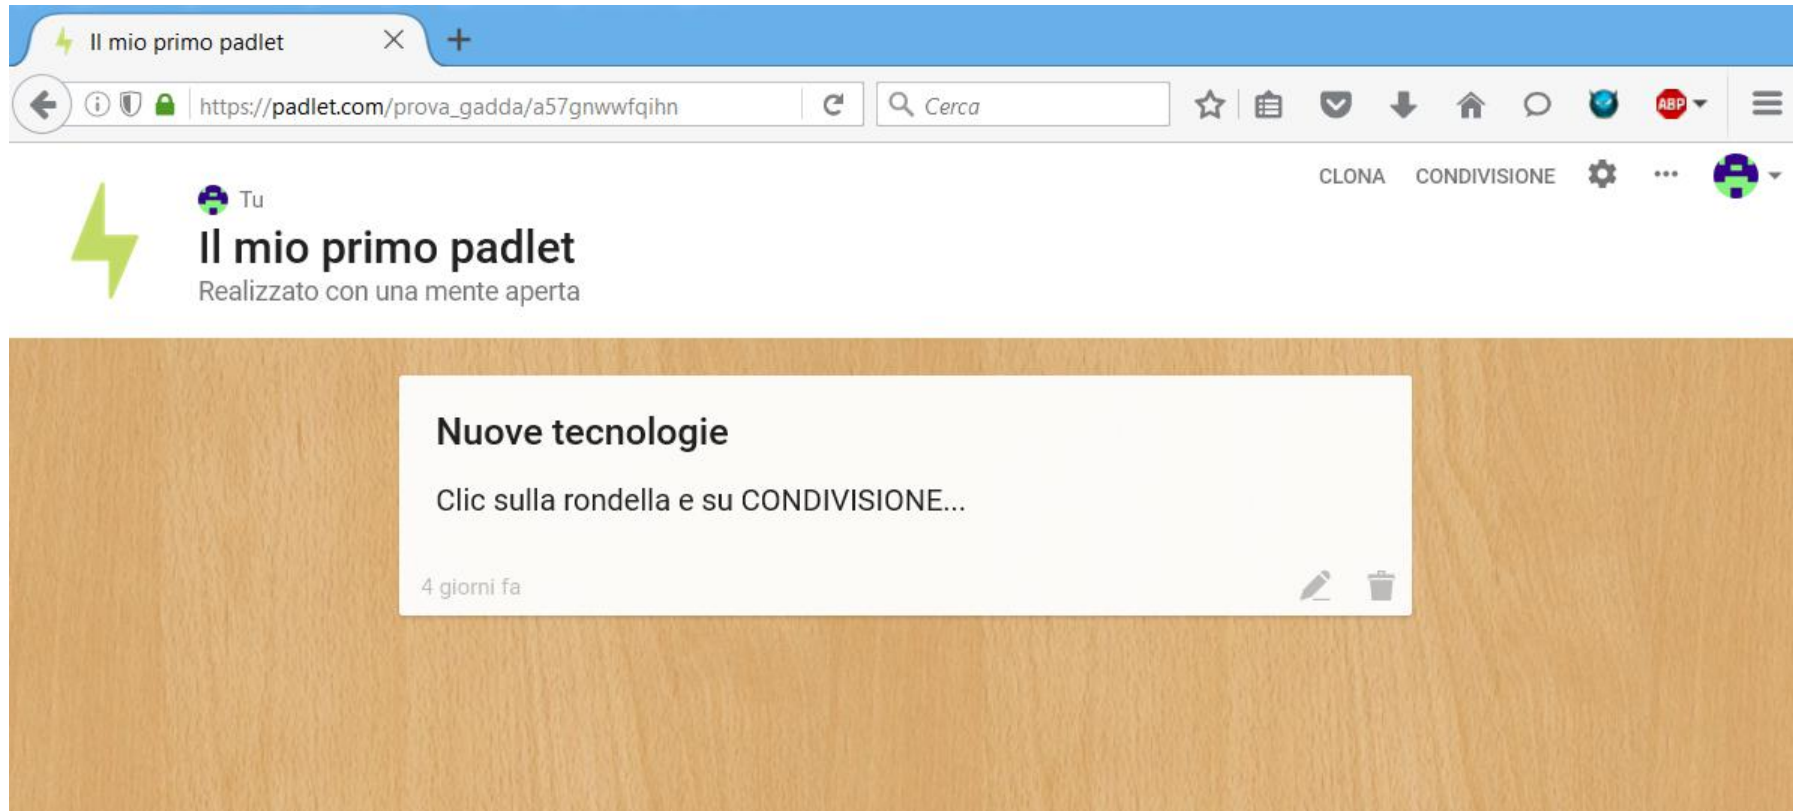 Il mio primo padlet
https://padlet.com/prova_gadda/a57gnwwfqihn
Cerca
ABP
CLONA CONDIVISIONE
Tu
Il mio primo padlet
Realizzato con una mente aperta
Nuove tecnologie
Clic sulla rondella e su CONDIVISIONE...
4 giorni fa